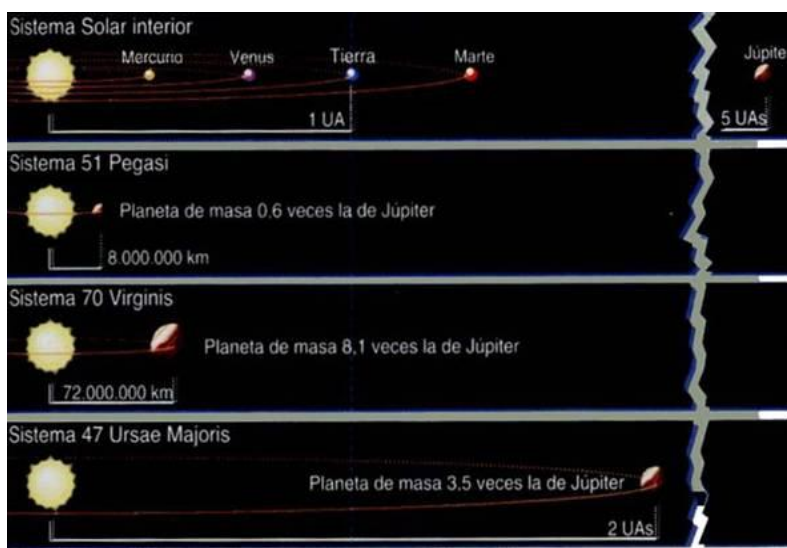 Sistema Solar interior
Mercurio
Venus
Tierra
Marte
Júpite
1 UA
5 UAs
Sistema 51 Pegasi
Planeta de masa 0,6 veces la de Júpiter
8.000.000 km
Sistema 70 Virginis
Planeta de masa 8,1 veces la de Júpiter
72.000.000 km
Sistema 47 Ursae Majoris
Planeta de masa 3,5 veces la de Júpiter
2 UAs